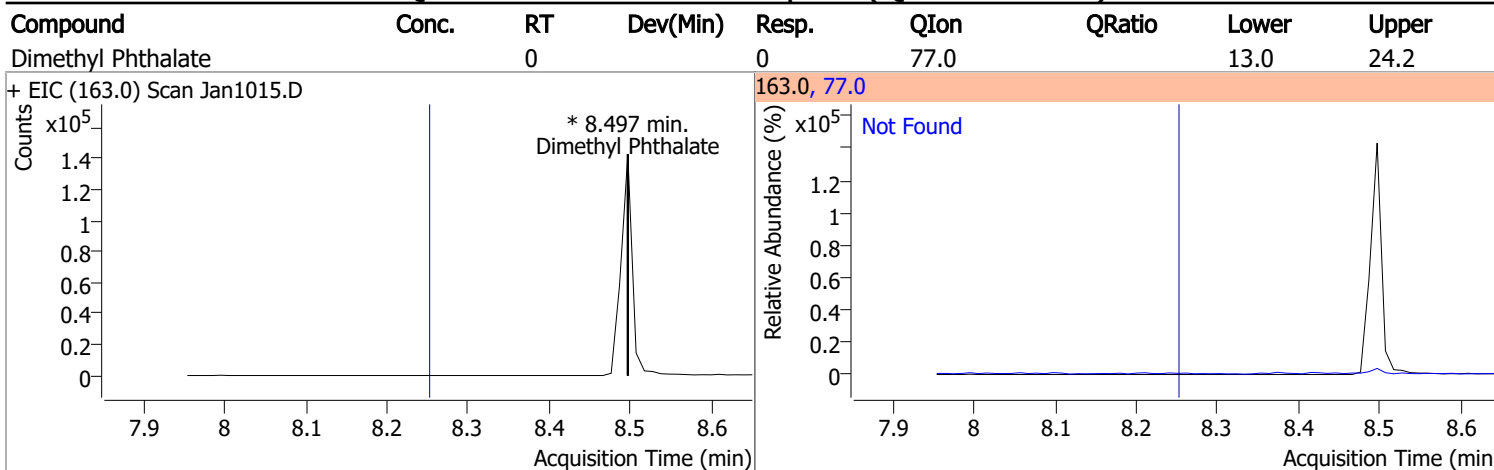 Compound Conc. RT Dev(Min) Resp. QIon QRatio Lower Upper
Dimethyl Phthalate 0 0 77.0 13.0 24.2
+ EIC (163.0) Scan Jan1015.D
Counts
x10⁵
* 8.497 min.
Dimethyl Phthalate
1.4
1.2
1
0.8
0.6
0.4
0.2
0
7.9 8 8.1 8.2 8.3 8.4 8.5 8.6
Acquisition Time (min)
163.0, 77.0
Relative Abundance (%)
x10⁵
Not Found
1.2
1
0.8
0.6
0.4
0.2
0
7.9 8 8.1 8.2 8.3 8.4 8.5 8.6
Acquisition Time (min